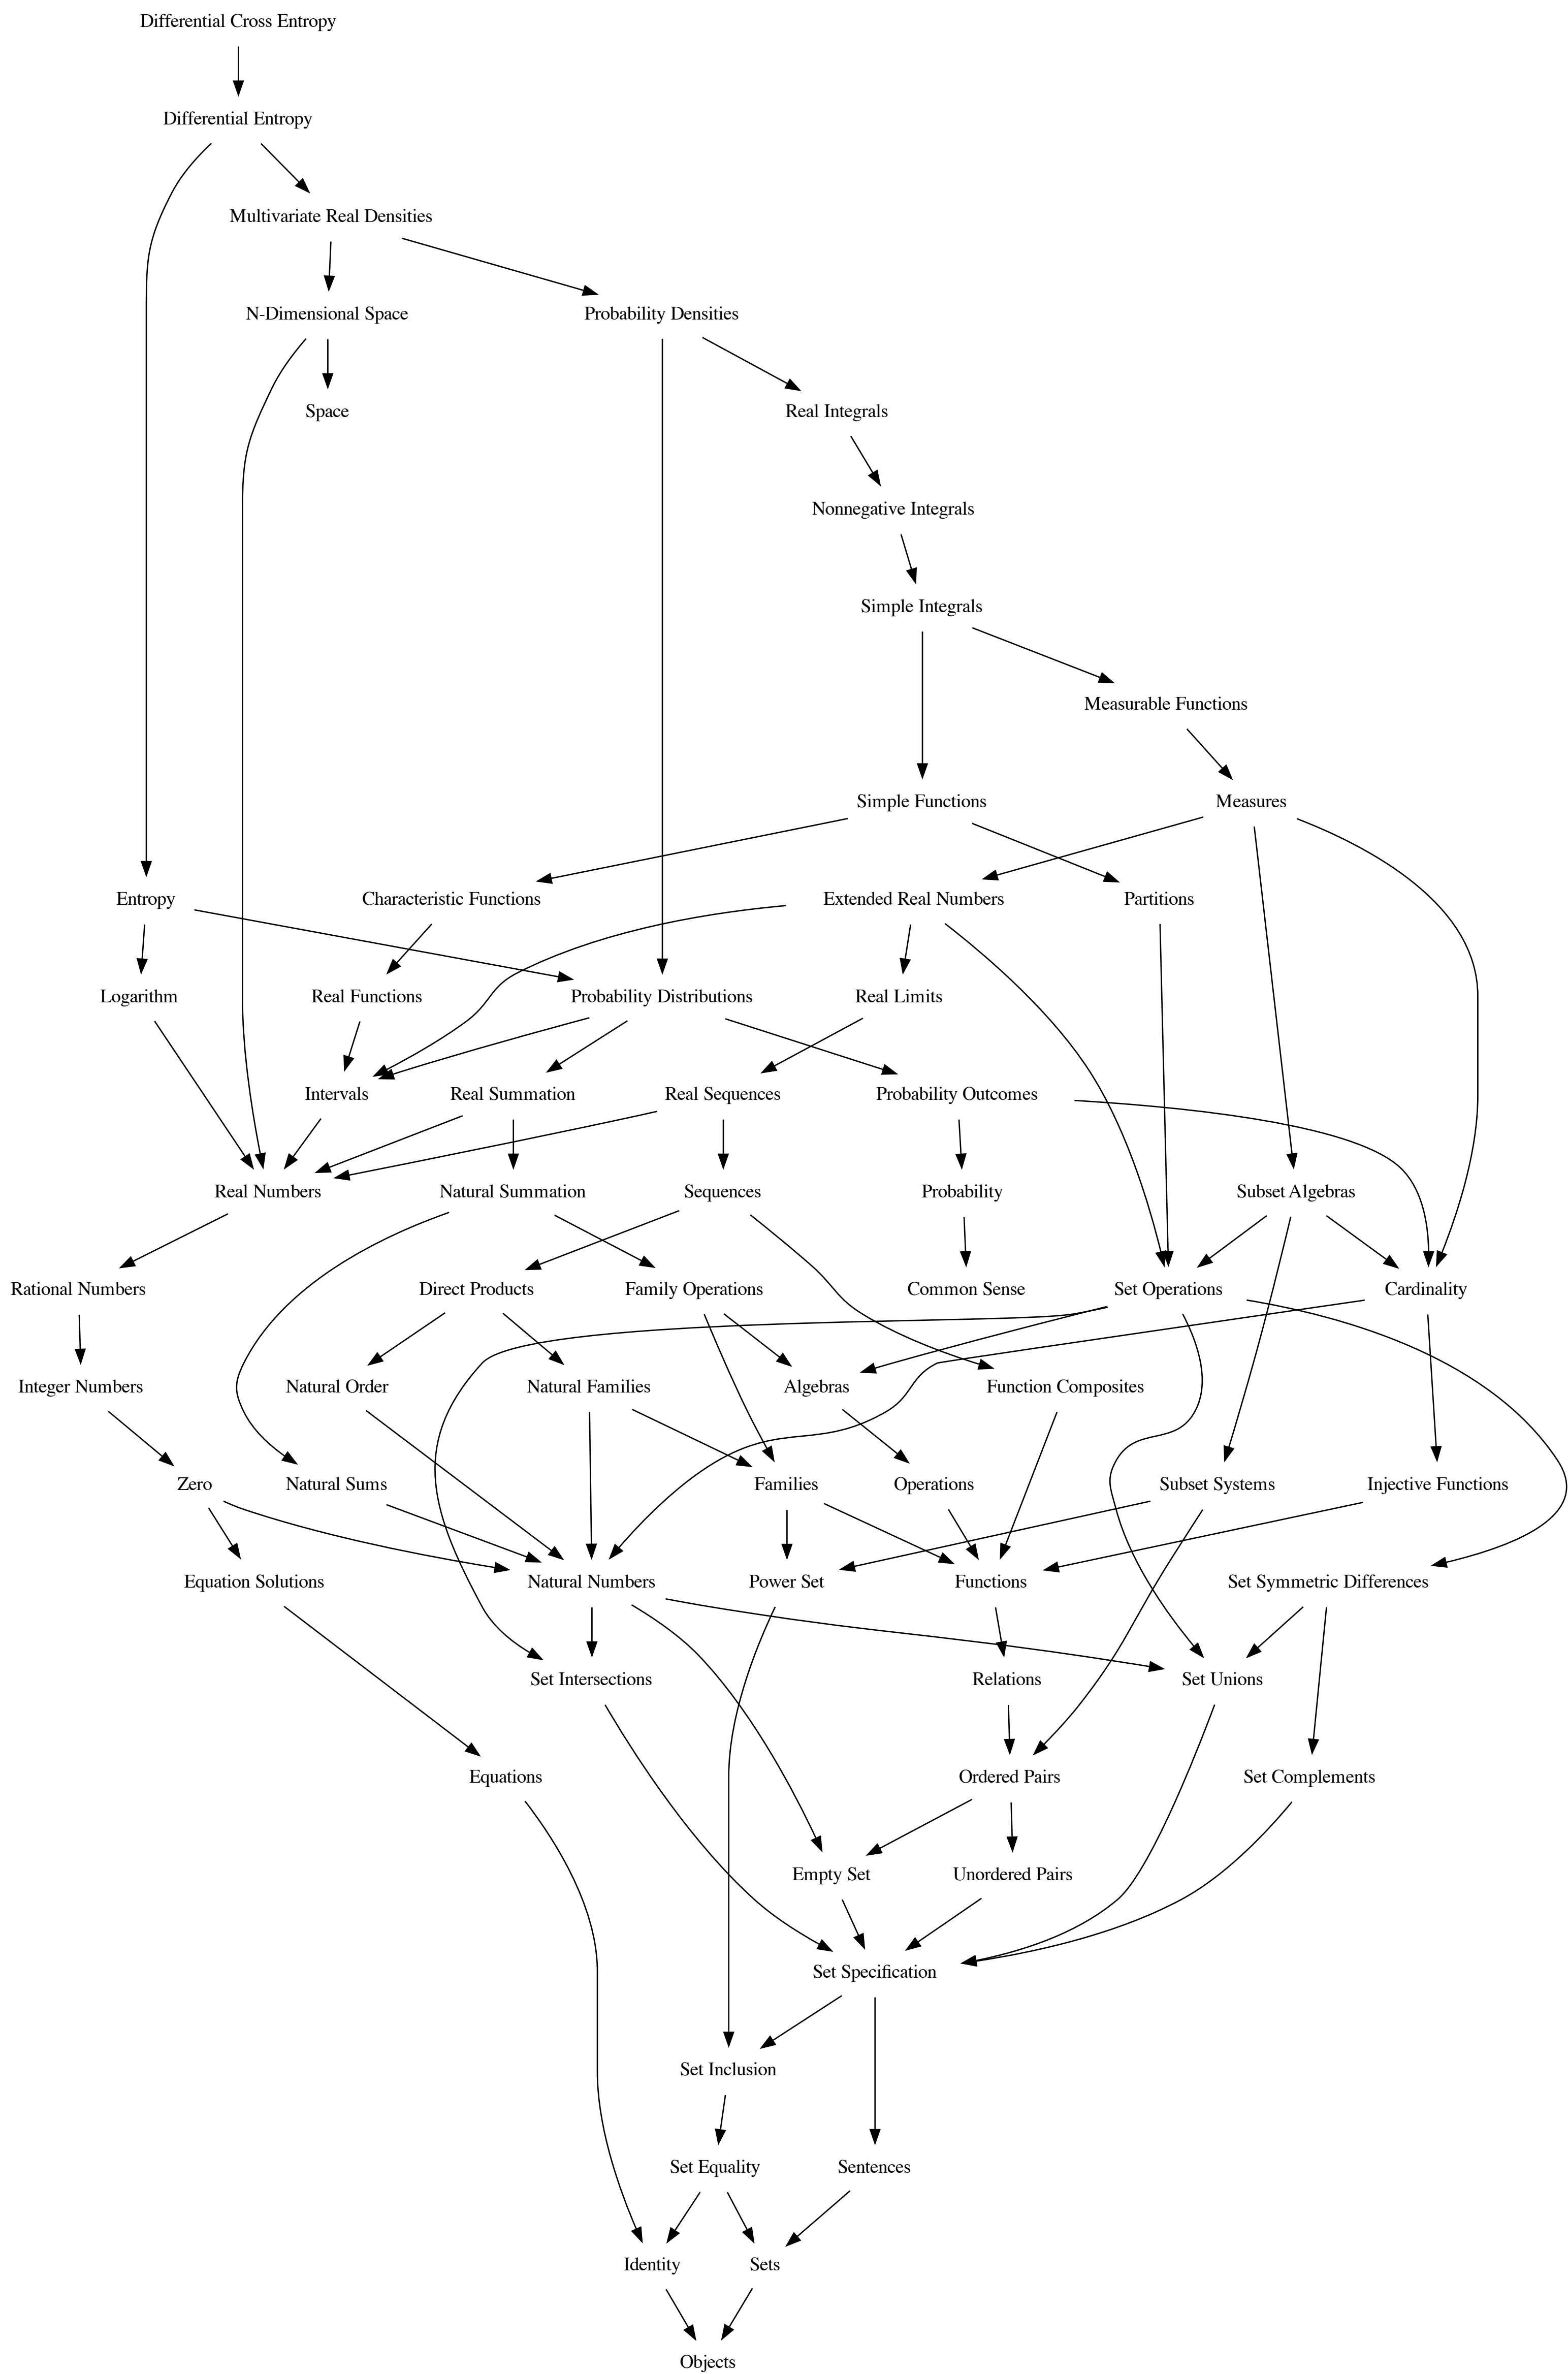 Differential Cross Entropy
Differential Entropy
Multivariate Real Densities
N-Dimensional Space
Probability Densities
Space
Real Integrals
Nonnegative Integrals
Simple Integrals
Measurable Functions
Simple Functions
Measures
Entropy
Characteristic Functions
Extended Real Numbers
Partitions
Logarithm
Real Functions
Probability Distributions
Real Limits
Intervals
Real Summation
Real Sequences
Probability Outcomes
Real Numbers
Natural Summation
Sequences
Probability
Subset Algebras
Rational Numbers
Direct Products
Family Operations
Common Sense
Set Operations
Cardinality
Integer Numbers
Natural Order
Natural Families
Algebras
Function Composites
Zero
Natural Sums
Families
Operations
Subset Systems
Injective Functions
Equation Solutions
Natural Numbers
Power Set
Functions
Set Symmetric Differences
Set Intersections
Relations
Set Unions
Equations
Ordered Pairs
Set Complements
Empty Set
Unordered Pairs
Set Specification
Set Inclusion
Set Equality
Sentences
Identity
Sets
Objects